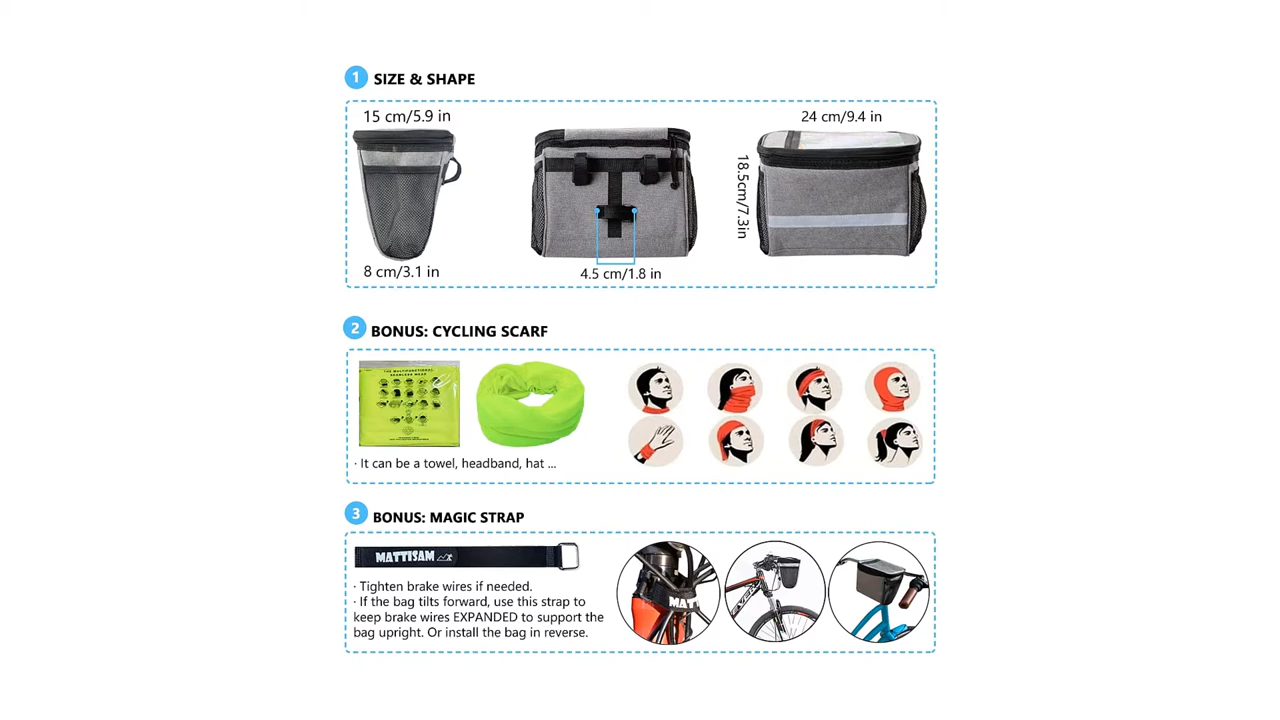 1 SIZE & SHAPE
15 cm/5.9 in
24 cm/9.4 in
18.5cm/7.3in
8 cm/3.1 in
4.5 cm/1.8 in
2 BONUS: CYCLING SCARF
· It can be a towel, headband, hat ...
3 BONUS: MAGIC STRAP
MATTISAM
· Tighten brake wires if needed.
· If the bag tilts forward, use this strap to
keep brake wires EXPANDED to support the
bag upright. Or install the bag in reverse.